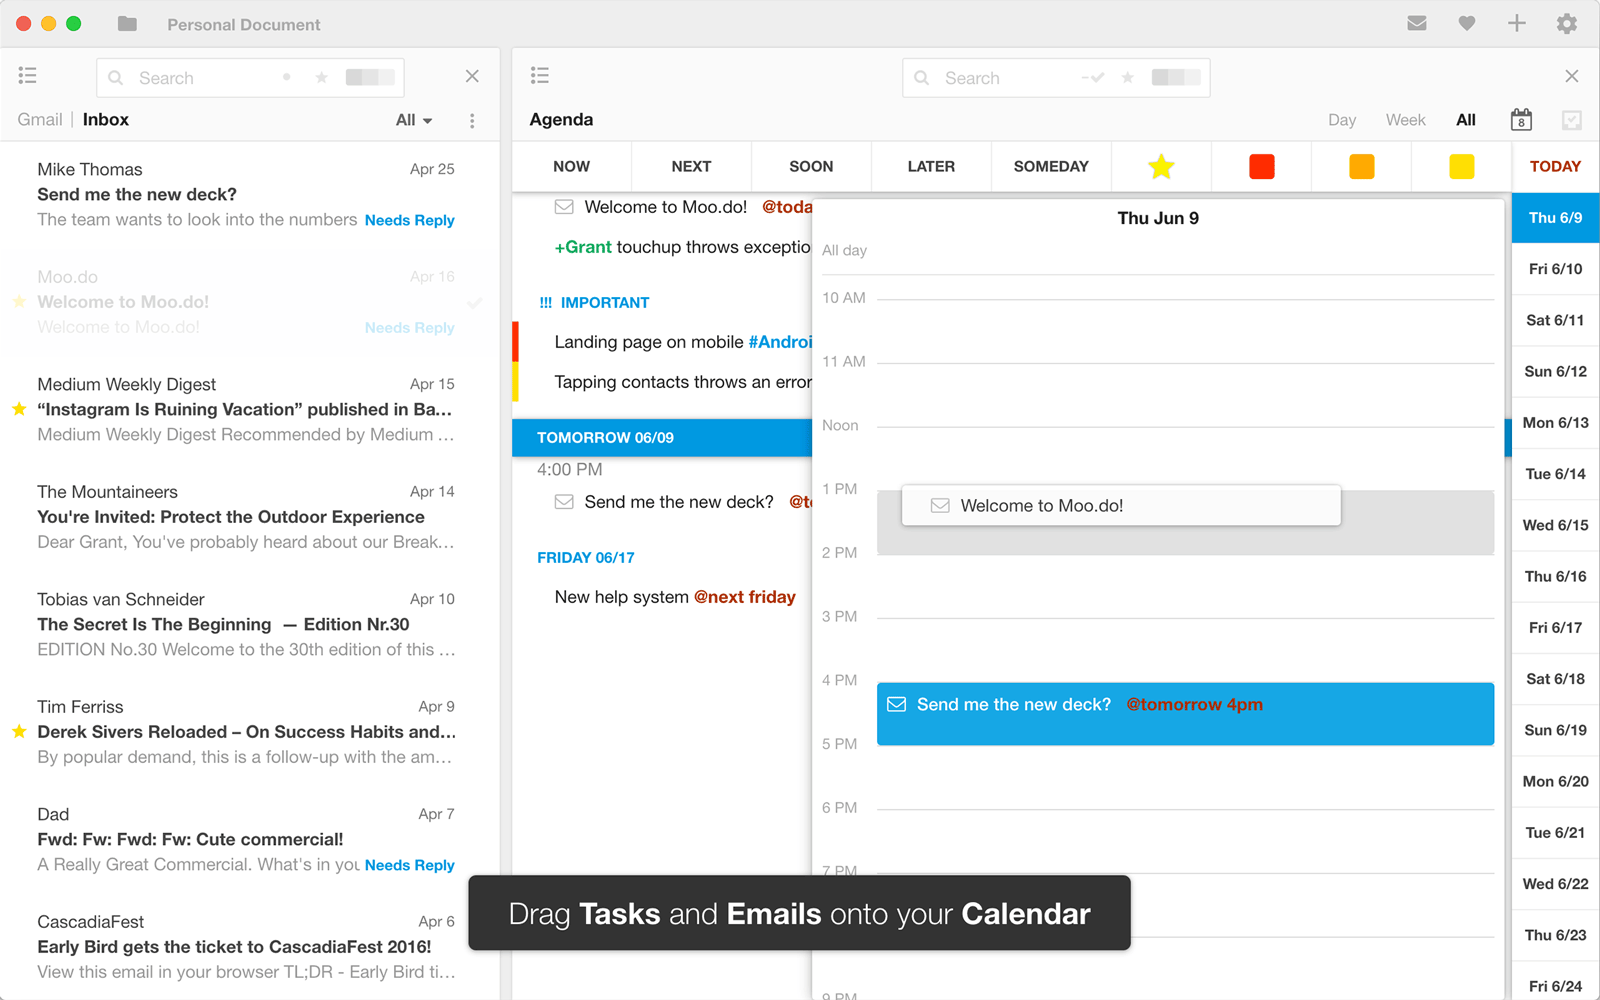 Personal Document
Search
Gmail | Inbox
All
Mike Thomas
Apr 25
Send me the new deck?
The team wants to look into the numbers
Needs Reply
Moo.do
Apr 16
Welcome to Moo.do!
Welcome to Moo.do!
Needs Reply
Medium Weekly Digest
Apr 15
“Instagram Is Ruining Vacation” published in Ba...
Medium Weekly Digest Recommended by Medium ...
The Mountaineers
Apr 14
You're Invited: Protect the Outdoor Experience
Dear Grant, You've probably heard about our Break...
Tobias van Schneider
Apr 10
The Secret Is The Beginning — Edition Nr.30
EDITION No.30 Welcome to the 30th edition of this ...
Tim Ferriss
Apr 9
Derek Sivers Reloaded – On Success Habits and...
By popular demand, this is a follow-up with the am...
Dad
Apr 7
Fwd: Fw: Fwd: Fw: Cute commercial!
A Really Great Commercial. What's in you
Needs Reply
CascadiaFest
Apr 6
Early Bird gets the ticket to CascadiaFest 2016!
View this email in your browser TL;DR - Early Bird ti...
Search
Agenda
Day
Week
All
8
NOW
NEXT
SOON
LATER
SOMEDAY
TODAY
Welcome to Moo.do! @toda
+Grant touchup throws exceptio
!!! IMPORTANT
Landing page on mobile #Androi
Tapping contacts throws an error
TOMORROW 06/09
4:00 PM
Send me the new deck? @to
FRIDAY 06/17
New help system @next friday
Thu Jun 9
All day
10 AM
11 AM
Noon
1 PM
Welcome to Moo.do!
2 PM
3 PM
4 PM
Send me the new deck? @tomorrow 4pm
5 PM
6 PM
7 PM
9 PM
Thu 6/9
Fri 6/10
Sat 6/11
Sun 6/12
Mon 6/13
Tue 6/14
Wed 6/15
Thu 6/16
Fri 6/17
Sat 6/18
Sun 6/19
Mon 6/20
Tue 6/21
Wed 6/22
Thu 6/23
Fri 6/24
Drag Tasks and Emails onto your Calendar